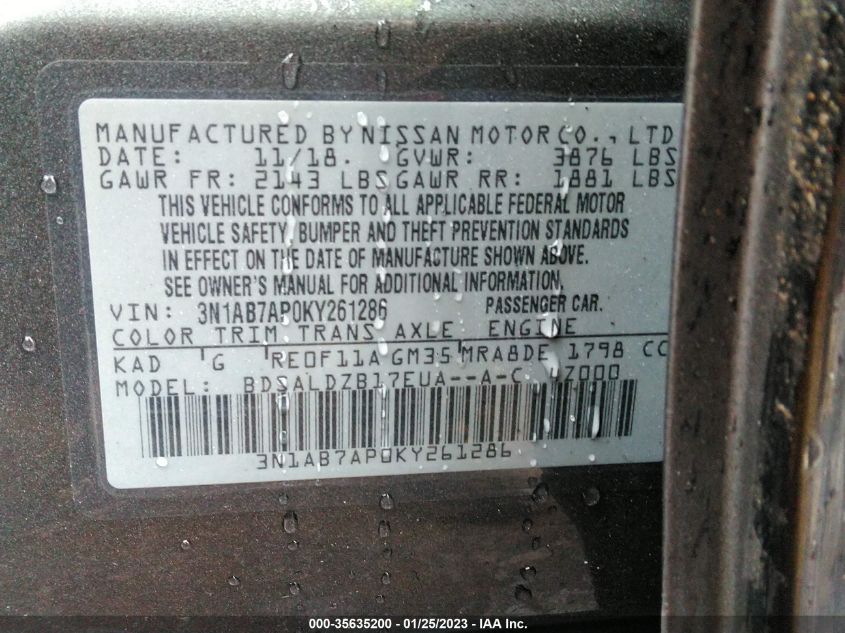 MANUFACTURED BY NISSAN MOTOR CO., LTD
DATE: 11/18. GVWR: 3876 LBS
GAWR FR: 2143 LBS GAWR RR: 1881 LBS
THIS VEHICLE CONFORMS TO ALL APPLICABLE FEDERAL MOTOR
VEHICLE SAFETY, BUMPER AND THEFT PREVENTION STANDARDS
IN EFFECT ON THE DATE OF MANUFACTURE SHOWN ABOVE.
SEE OWNER'S MANUAL FOR ADDITIONAL INFORMATION,
VIN: 3N1AB7AP0KY261286 PASSENGER CAR.
COLOR TRIM TRANS AXLE ENGINE
KAD G RE0F11A GM35 MRA8DE 1798 CC
MODEL: BDSALDZB17EUA--A-C
3N1AB7AP0KY261286
000-35635200 - 01/25/2023 - IAA Inc.